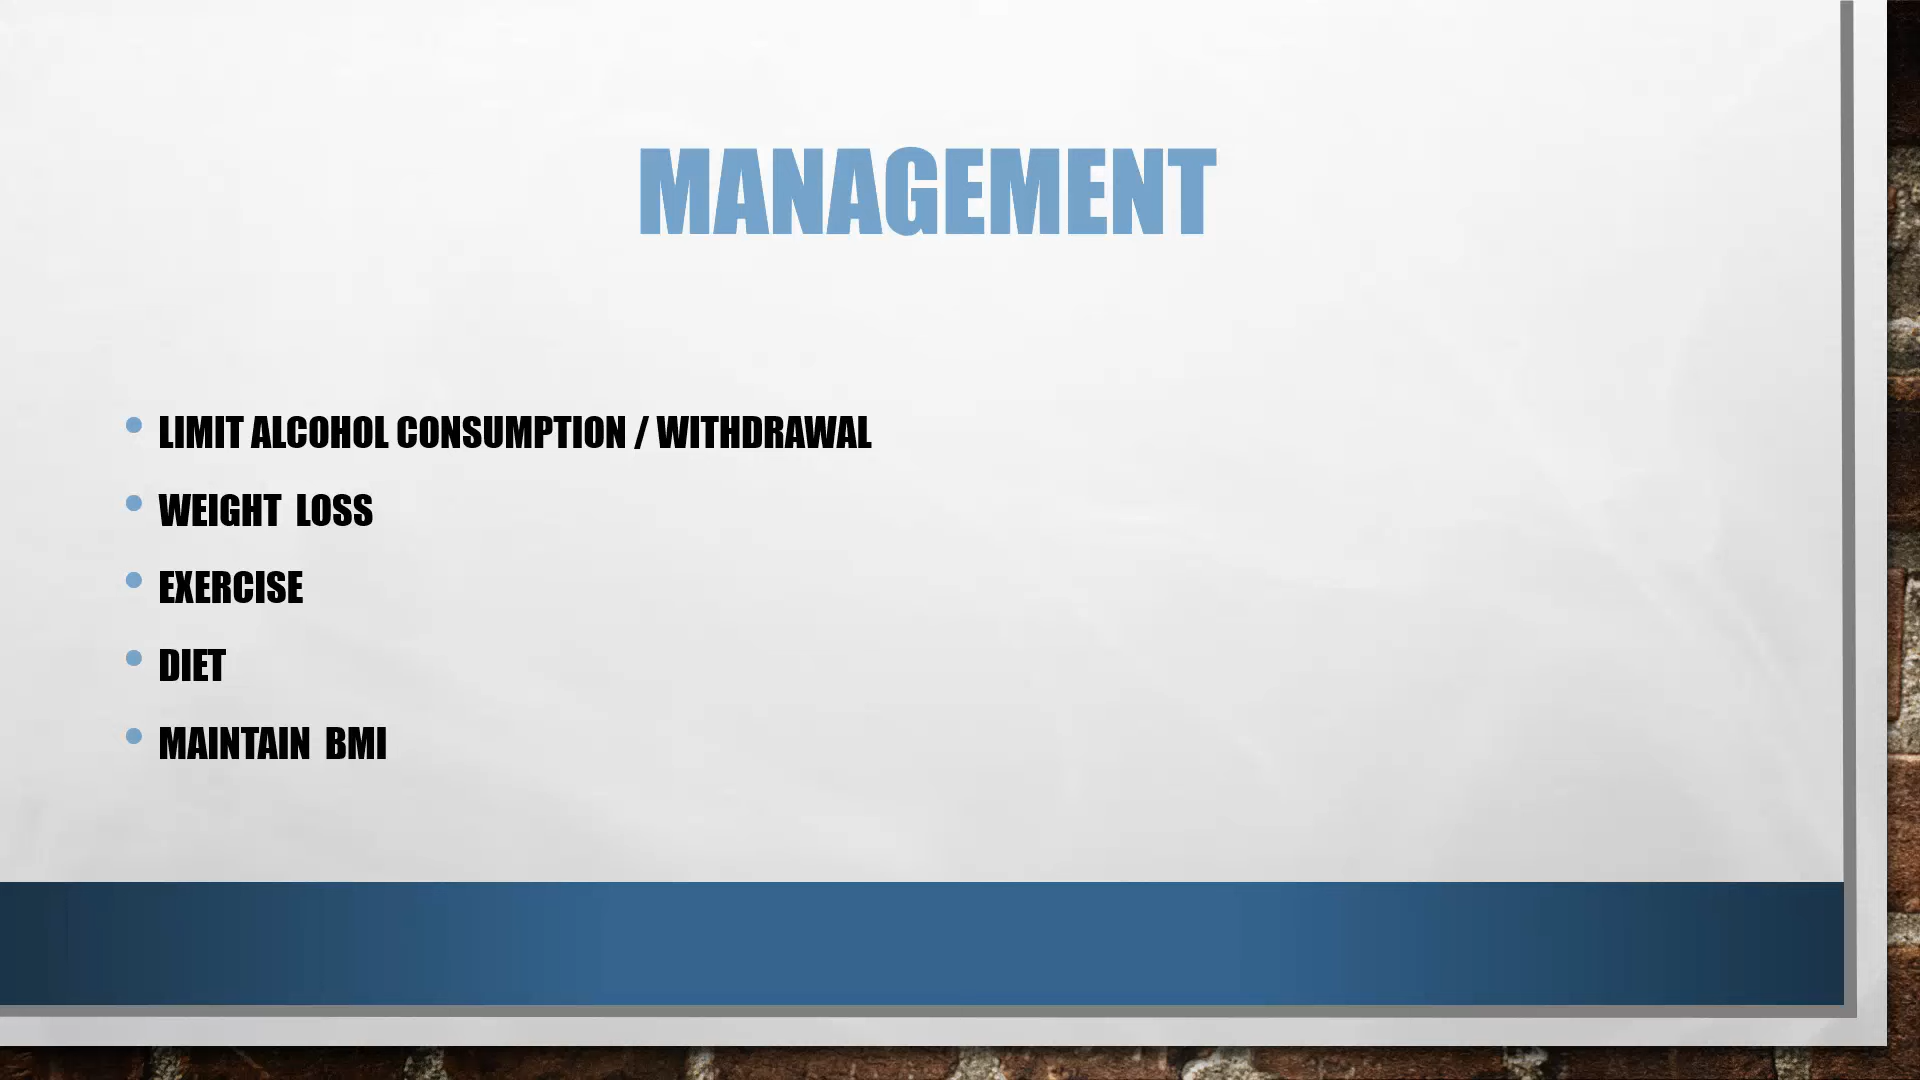 MANAGEMENT
• LIMIT ALCOHOL CONSUMPTION / WITHDRAWAL
• WEIGHT LOSS
• EXERCISE
• DIET
• MAINTAIN BMI